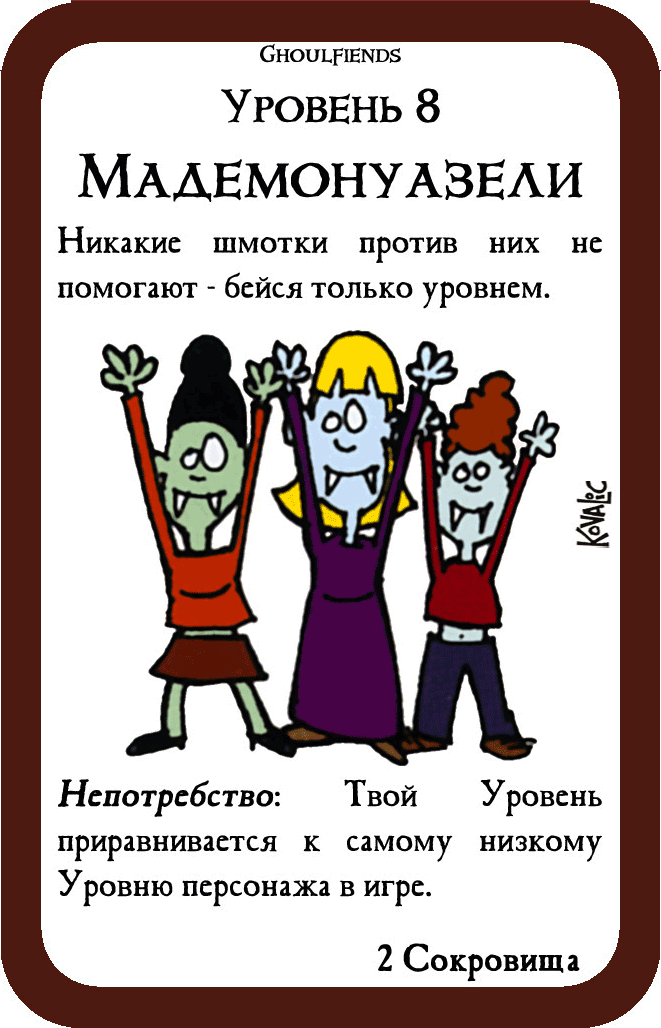 Ghoulfiends
Уровень 8
Мадемонуазели
Никакие шмотки против них не
помогают - бейся только уровнем.
Kovalic
Непотребство: Твой Уровень
приравнивается к самому низкому
Уровню персонажа в игре.
2 Сокровища